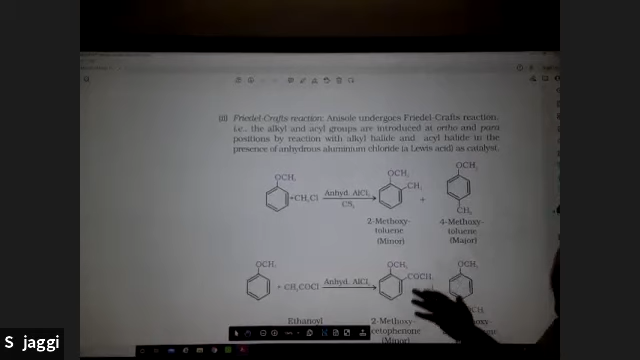 (ii) Friedel-Crafts reaction: Anisole undergoes Friedel-Crafts reaction,
i.e., the alkyl and acyl groups are introduced at ortho and para
positions by reaction with alkyl halide and acyl halide in the
presence of anhydrous aluminium chloride (a Lewis acid) as catalyst.
OCH3
+CH3Cl
Anhyd. AlCl3
CS2
OCH3
CH3
+
OCH3
CH3
2-Methoxy-
toluene
(Minor)
4-Methoxy-
toluene
(Major)
OCH3
+ CH3COCl
Anhyd. AlCl3
OCH3
COCH3
OCH3
Ethanoyl
2-Methoxy-
(Minor)
S jaggi